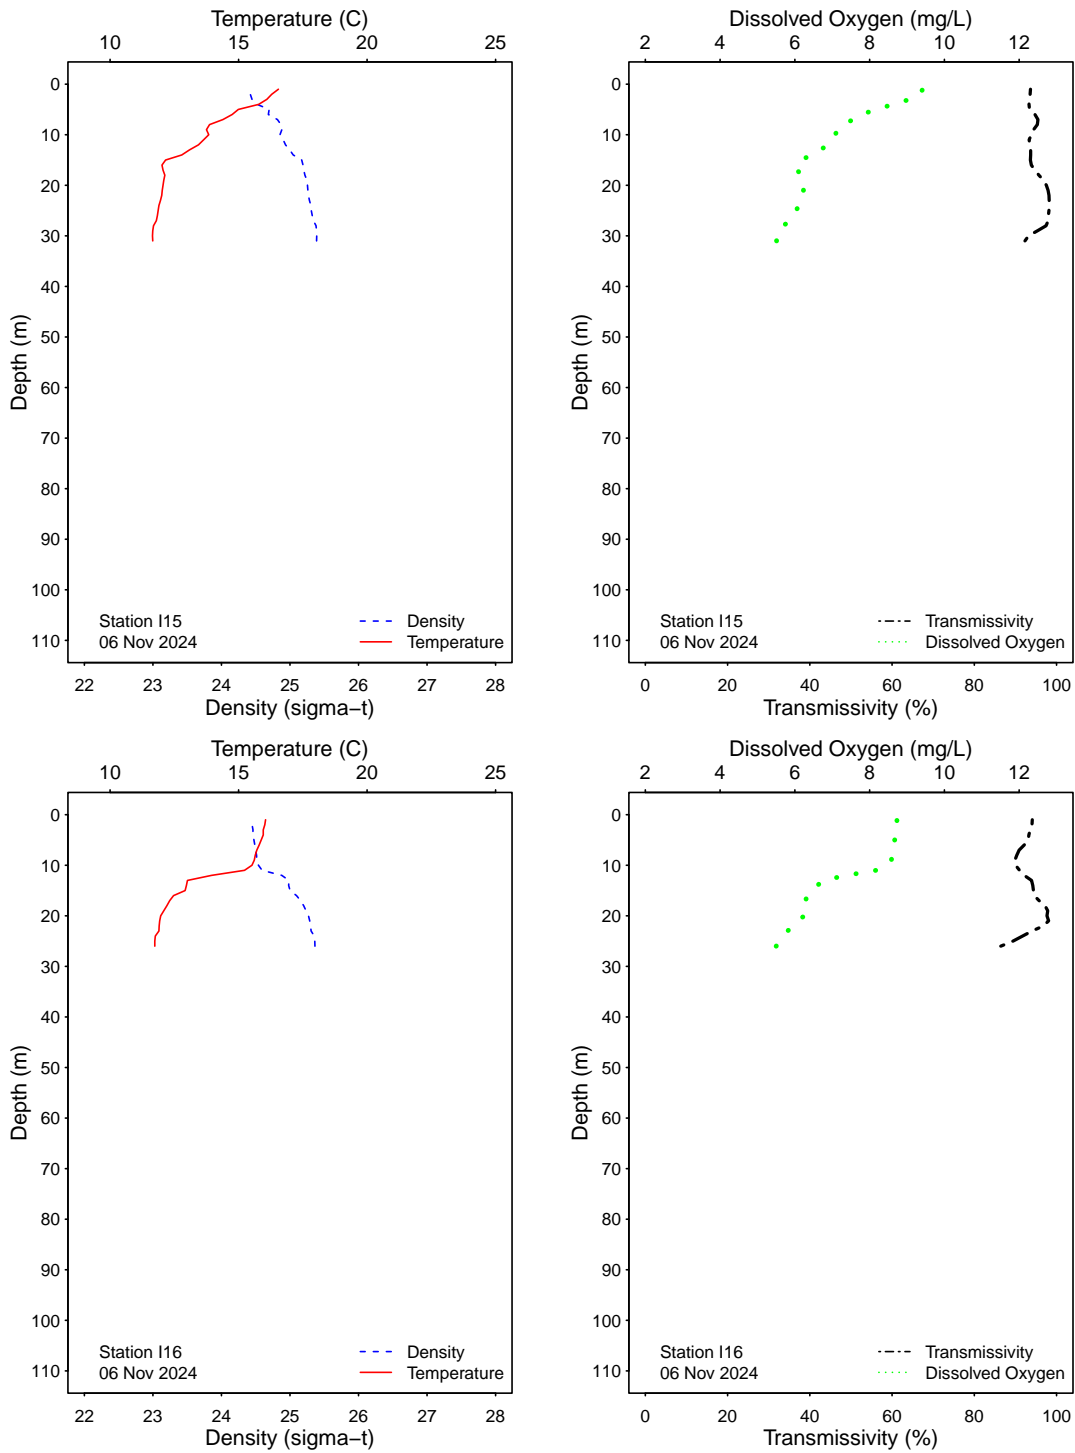 Temperature (C)
10 15 20 25
0
10
20
30
40
50
60
70
80
90
100
110
Depth (m)
Station I15
06 Nov 2024
Density
Temperature
22 23 24 25 26 27 28
Density (sigma−t)
Dissolved Oxygen (mg/L)
2 4 6 8 10 12
0
10
20
30
40
50
60
70
80
90
100
110
Depth (m)
Station I15
06 Nov 2024
Transmissivity
Dissolved Oxygen
0 20 40 60 80 100
Transmissivity (%)
Temperature (C)
10 15 20 25
0
10
20
30
40
50
60
70
80
90
100
110
Depth (m)
Station I16
06 Nov 2024
Density
Temperature
22 23 24 25 26 27 28
Density (sigma−t)
Dissolved Oxygen (mg/L)
2 4 6 8 10 12
0
10
20
30
40
50
60
70
80
90
100
110
Depth (m)
Station I16
06 Nov 2024
Transmissivity
Dissolved Oxygen
0 20 40 60 80 100
Transmissivity (%)